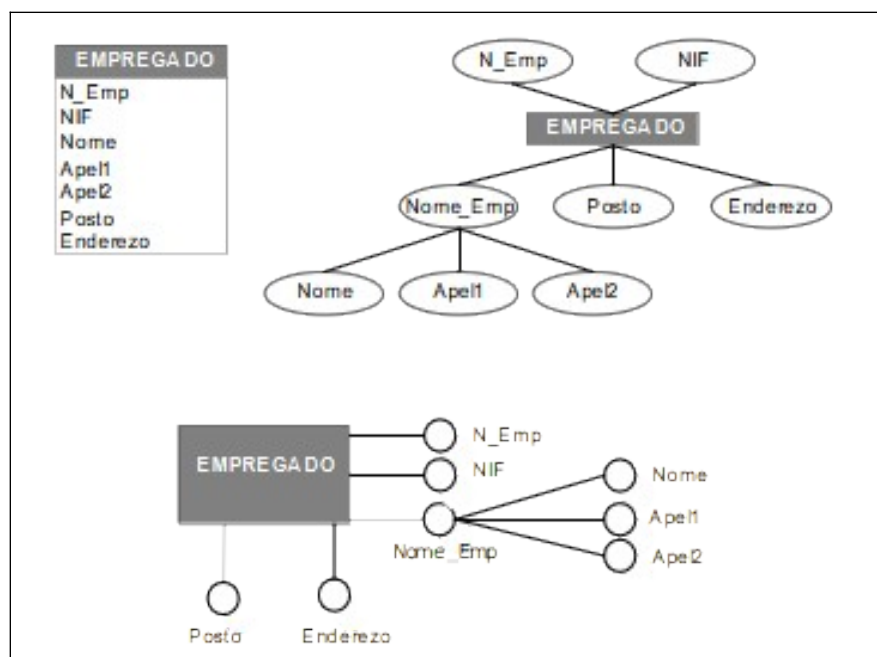 EMPREGADO
N_Emp
NIF
Nome
Apel1
Apel2
Posto
Enderezo
N_Emp NIF
EMPREGADO
Nome_Emp Posto Enderezo
Nome Apel1 Apel2
EMPREGADO
N_Emp
NIF
Nome_Emp
Nome
Apel1
Apel2
Posto Enderezo